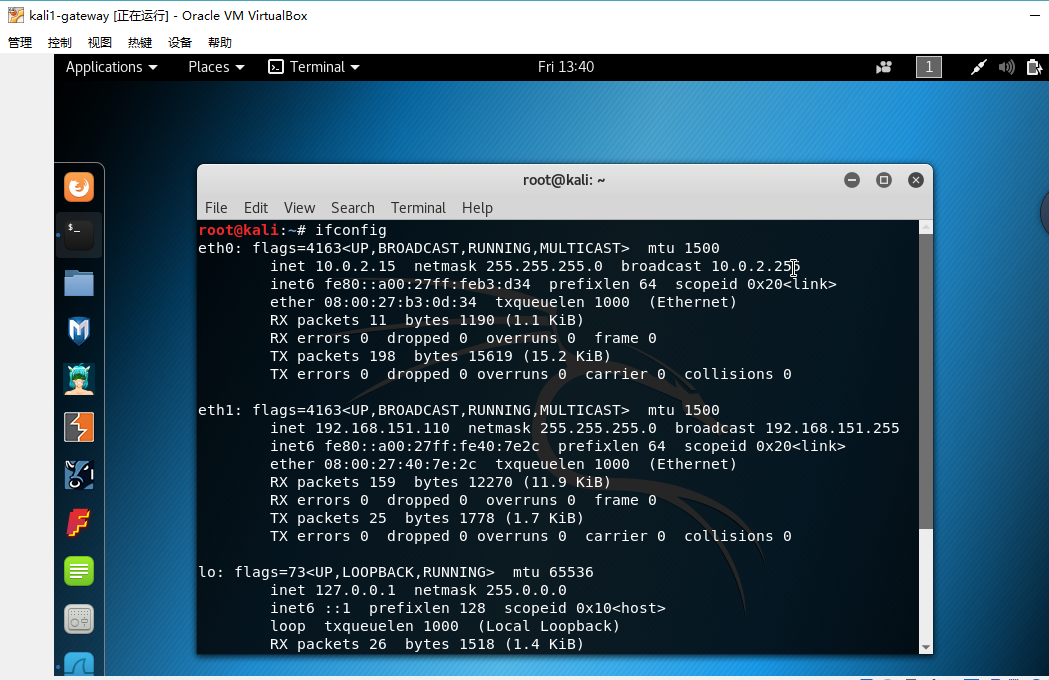 kali1-gateway [正在运行] - Oracle VM VirtualBox
管理 控制 视图 热键 设备 帮助
Applications Places Terminal Fri 13:40 1
root@kali: ~
File Edit View Search Terminal Help
root@kali:~# ifconfig
eth0: flags=4163<UP,BROADCAST,RUNNING,MULTICAST>  mtu 1500
        inet 10.0.2.15  netmask 255.255.255.0  broadcast 10.0.2.255
        inet6 fe80::a00:27ff:feb3:d34  prefixlen 64  scopeid 0x20<link>
        ether 08:00:27:b3:0d:34  txqueuelen 1000  (Ethernet)
        RX packets 11  bytes 1190 (1.1 KiB)
        RX errors 0  dropped 0  overruns 0  frame 0
        TX packets 198  bytes 15619 (15.2 KiB)
        TX errors 0  dropped 0 overruns 0  carrier 0  collisions 0
eth1: flags=4163<UP,BROADCAST,RUNNING,MULTICAST>  mtu 1500
        inet 192.168.151.110  netmask 255.255.255.0  broadcast 192.168.151.255
        inet6 fe80::a00:27ff:fe40:7e2c  prefixlen 64  scopeid 0x20<link>
        ether 08:00:27:40:7e:2c  txqueuelen 1000  (Ethernet)
        RX packets 159  bytes 12270 (11.9 KiB)
        RX errors 0  dropped 0  overruns 0  frame 0
        TX packets 25  bytes 1778 (1.7 KiB)
        TX errors 0  dropped 0 overruns 0  carrier 0  collisions 0
lo: flags=73<UP,LOOPBACK,RUNNING>  mtu 65536
        inet 127.0.0.1  netmask 255.0.0.0
        inet6 ::1  prefixlen 128  scopeid 0x10<host>
        loop  txqueuelen 1000  (Local Loopback)
        RX packets 26  bytes 1518 (1.4 KiB)